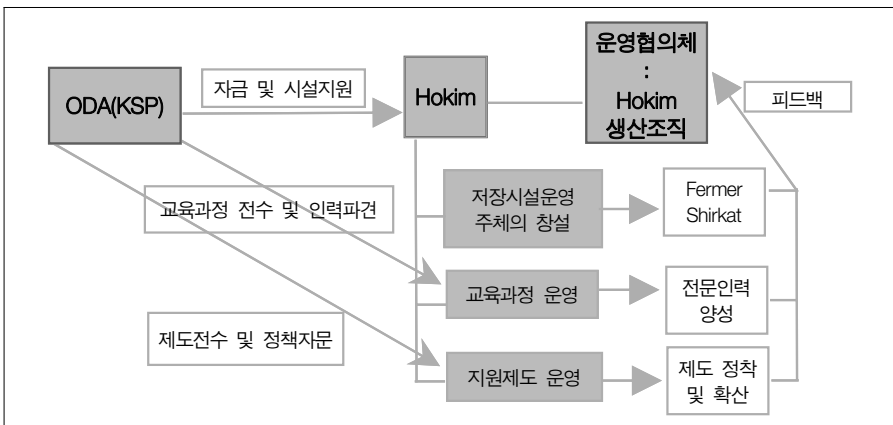 ODA(KSP)
자금 및 시설지원
Hokim
운영협의체
:
Hokim
생산조직
피드백
교육과정 전수 및 인력파견
저장시설운영
주체의 창설
Fermer
Shirkat
교육과정 운영
전문인력
양성
제도전수 및 정책자문
지원제도 운영
제도 정착
및 확산